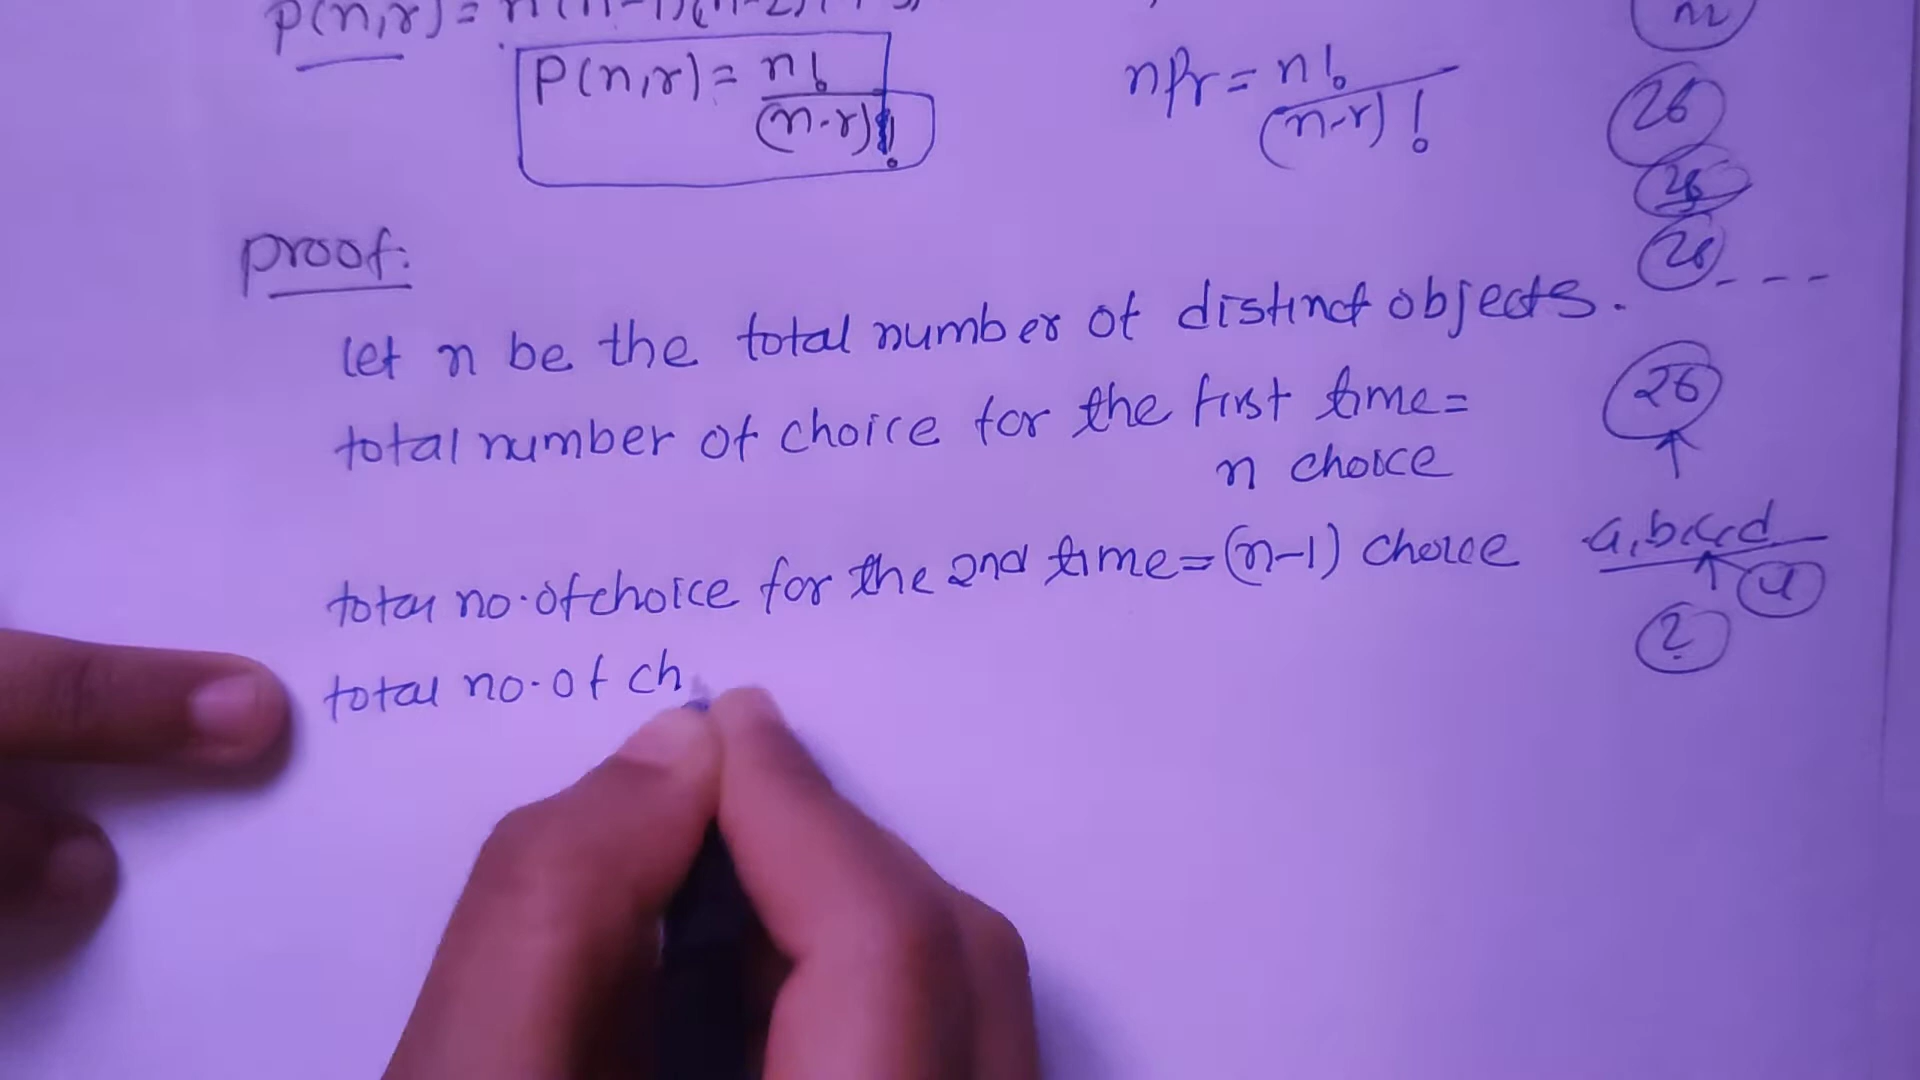 P(n,r) = n(n-1)(n-2)
P(n,r) = n!
(n-r)!
nPr = n!
(n-r)!
n
26
26
26
26
proof:
let n be the total number of distinct objects.
total number of choice for the first time =
n choice
total no. of choice for the 2nd time = (n-1) choice
a,b,c,d
4
?
total no. of ch